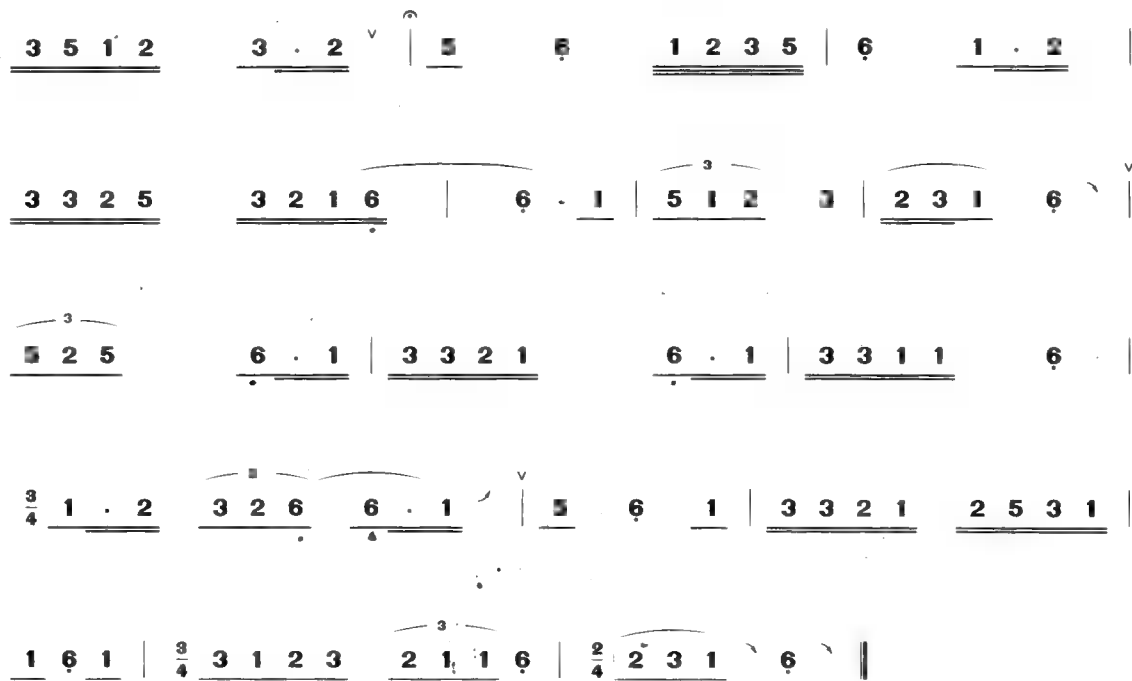 3 5 1 2 3 · 2 ∨ | 5 6̣ 1 2 3 5 | 6̣ 1 · 2 |
3 3 2 5 3 2 1 6̣ | 6̣ · 1 | 3 5 1 2 3 | 2 3 1 6̣ ∨ |
3 5 2 5 6̣ · 1 | 3 3 2 1 6̣ · 1 | 3 3 1 1 6̣ |
3/4 1 · 2 3 2 6̣ 6̣ · 1 ∨ | 5 6̣ 1 | 3 3 2 1 2 5 3 1 |
1 6̣ 1 | 3/4 3 1 2 3 3 2 1 1 6̣ | 2/4 2 3 1 6̣ ‖